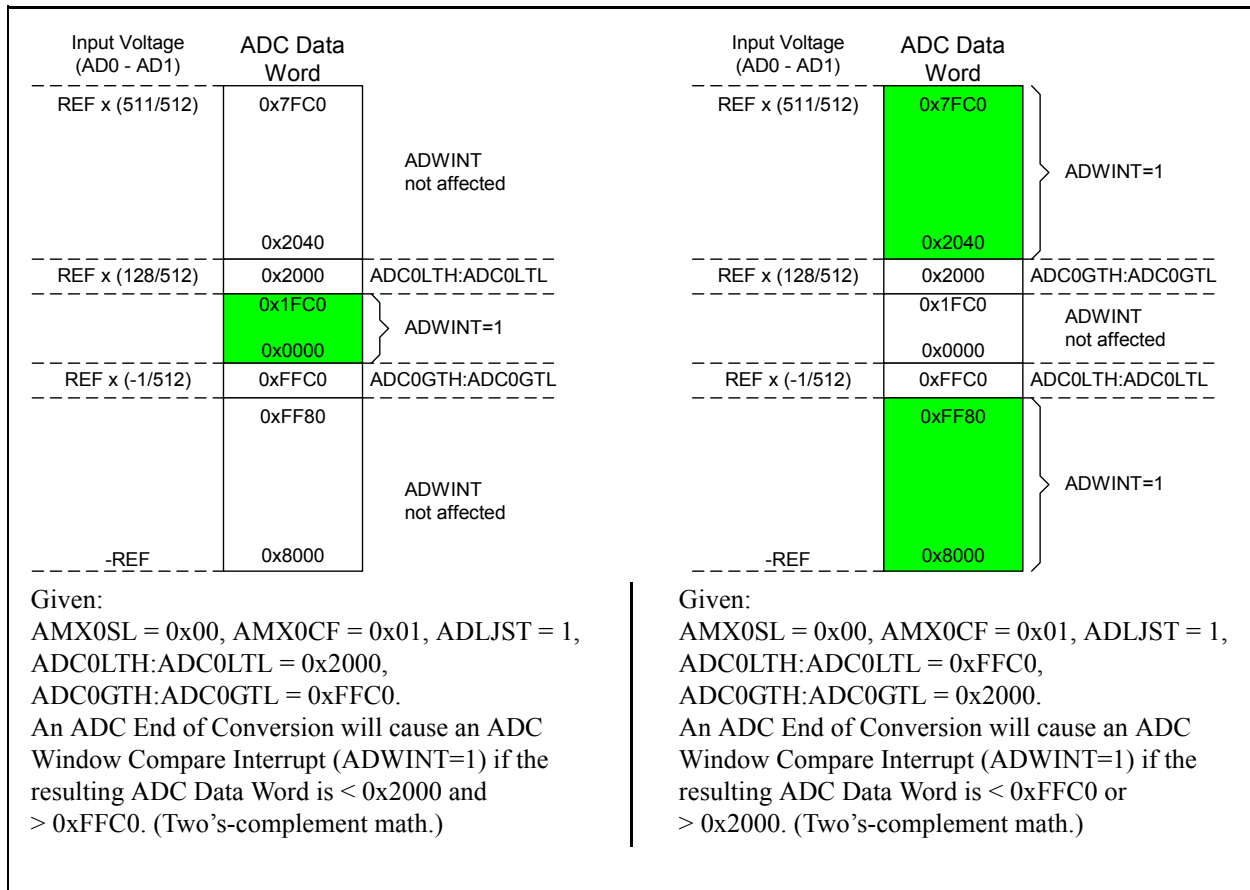 Input Voltage
(AD0 - AD1)
ADC Data
Word
REF x (511/512)
0x7FC0
ADWINT
not affected
0x2040
REF x (128/512)
0x2000
ADC0LTH:ADC0LTL
0x1FC0
ADWINT=1
0x0000
REF x (-1/512)
0xFFC0
ADC0GTH:ADC0GTL
0xFF80
ADWINT
not affected
-REF
0x8000
Given:
AMX0SL = 0x00, AMX0CF = 0x01, ADLJST = 1,
ADC0LTH:ADC0LTL = 0x2000,
ADC0GTH:ADC0GTL = 0xFFC0.
An ADC End of Conversion will cause an ADC
Window Compare Interrupt (ADWINT=1) if the
resulting ADC Data Word is < 0x2000 and
> 0xFFC0. (Two’s-complement math.)
Input Voltage
(AD0 - AD1)
ADC Data
Word
REF x (511/512)
0x7FC0
ADWINT=1
0x2040
REF x (128/512)
0x2000
ADC0GTH:ADC0GTL
0x1FC0
ADWINT
not affected
0x0000
REF x (-1/512)
0xFFC0
ADC0LTH:ADC0LTL
0xFF80
ADWINT=1
-REF
0x8000
Given:
AMX0SL = 0x00, AMX0CF = 0x01, ADLJST = 1,
ADC0LTH:ADC0LTL = 0xFFC0,
ADC0GTH:ADC0GTL = 0x2000.
An ADC End of Conversion will cause an ADC
Window Compare Interrupt (ADWINT=1) if the
resulting ADC Data Word is < 0xFFC0 or
> 0x2000. (Two’s-complement math.)